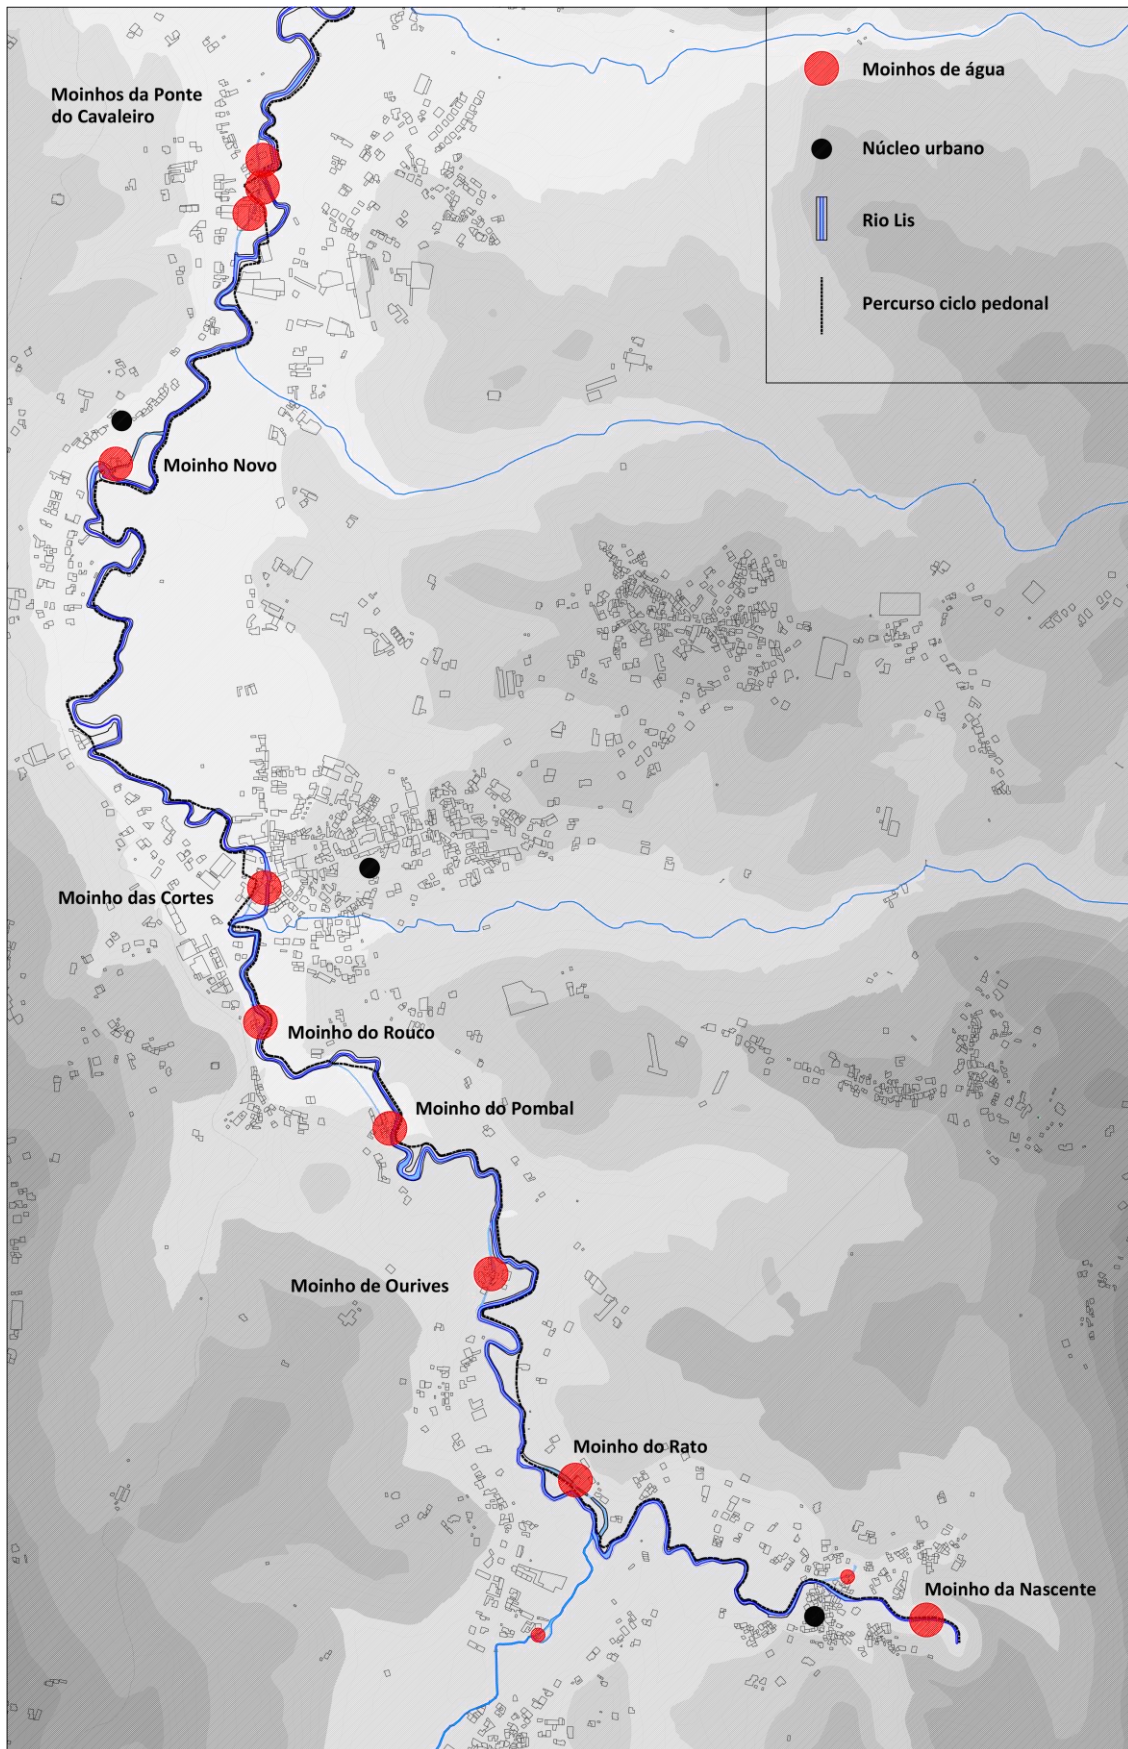 Moinhos de água
Moinhos da Ponte
do Cavaleiro
Núcleo urbano
Rio Lis
Percurso ciclo pedonal
Moinho Novo
Moinho das Cortes
Moinho do Rouco
Moinho do Pombal
Moinho de Ourives
Moinho do Rato
Moinho da Nascente